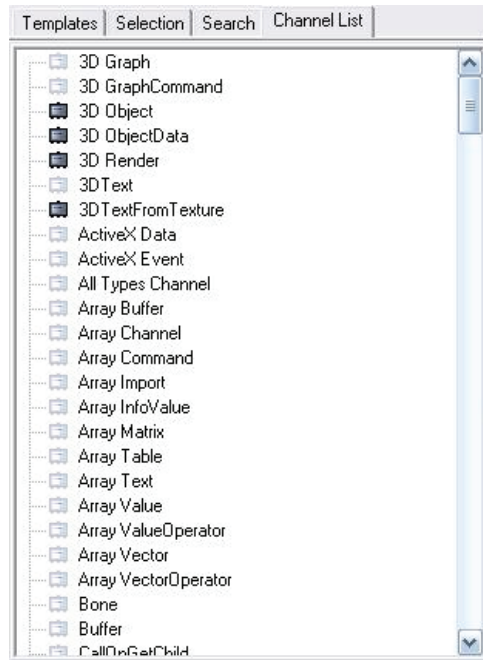 Templates Selection Search Channel List
3D Graph
3D GraphCommand
3D Object
3D ObjectData
3D Render
3DText
3DTextFromTexture
ActiveX Data
ActiveX Event
All Types Channel
Array Buffer
Array Channel
Array Command
Array Import
Array InfoValue
Array Matrix
Array Table
Array Text
Array Value
Array ValueOperator
Array Vector
Array VectorOperator
Bone
Buffer
CallOnGetChild